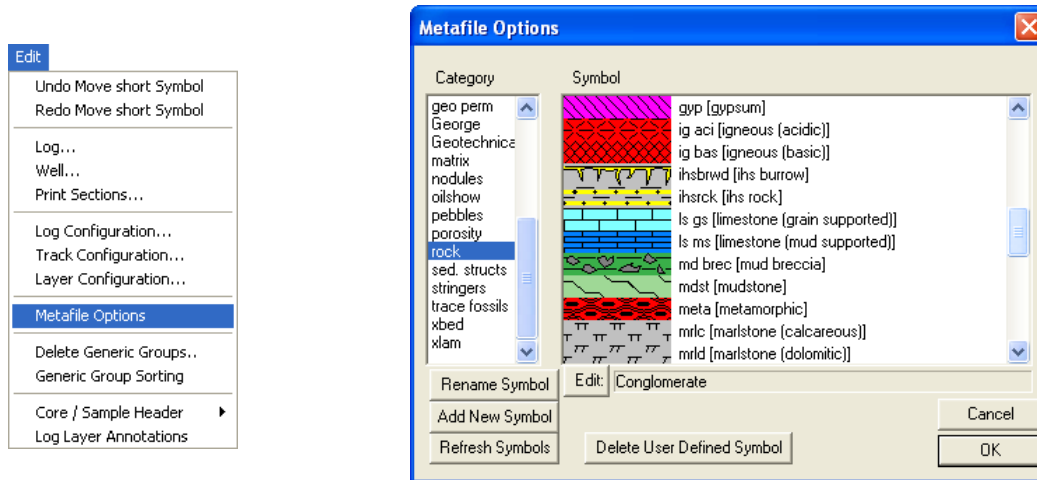 Edit
Undo Move short Symbol
Redo Move short Symbol
Log...
Well...
Print Sections...
Log Configuration...
Track Configuration...
Layer Configuration...
Metafile Options
Delete Generic Groups..
Generic Group Sorting
Core / Sample Header
Log Layer Annotations
Metafile Options
Category
Symbol
geo perm
George
Geotechnica
matrix
nodules
oilshow
pebbles
porosity
rock
sed. structs
stringers
trace fossils
xbed
xlam
gyp [gypsum]
ig aci [igneous (acidic)]
ig bas [igneous (basic)]
ihsbrwd [ihs burrow]
ihsrck [ihs rock]
ls gs [limestone (grain supported)]
ls ms [limestone (mud supported)]
md brec [mud breccia]
mdst [mudstone]
meta [metamorphic]
mrlc [marlstone (calcareous)]
mrld [marlstone (dolomitic)]
Rename Symbol
Edit:
Conglomerate
Add New Symbol
Cancel
Refresh Symbols
Delete User Defined Symbol
OK